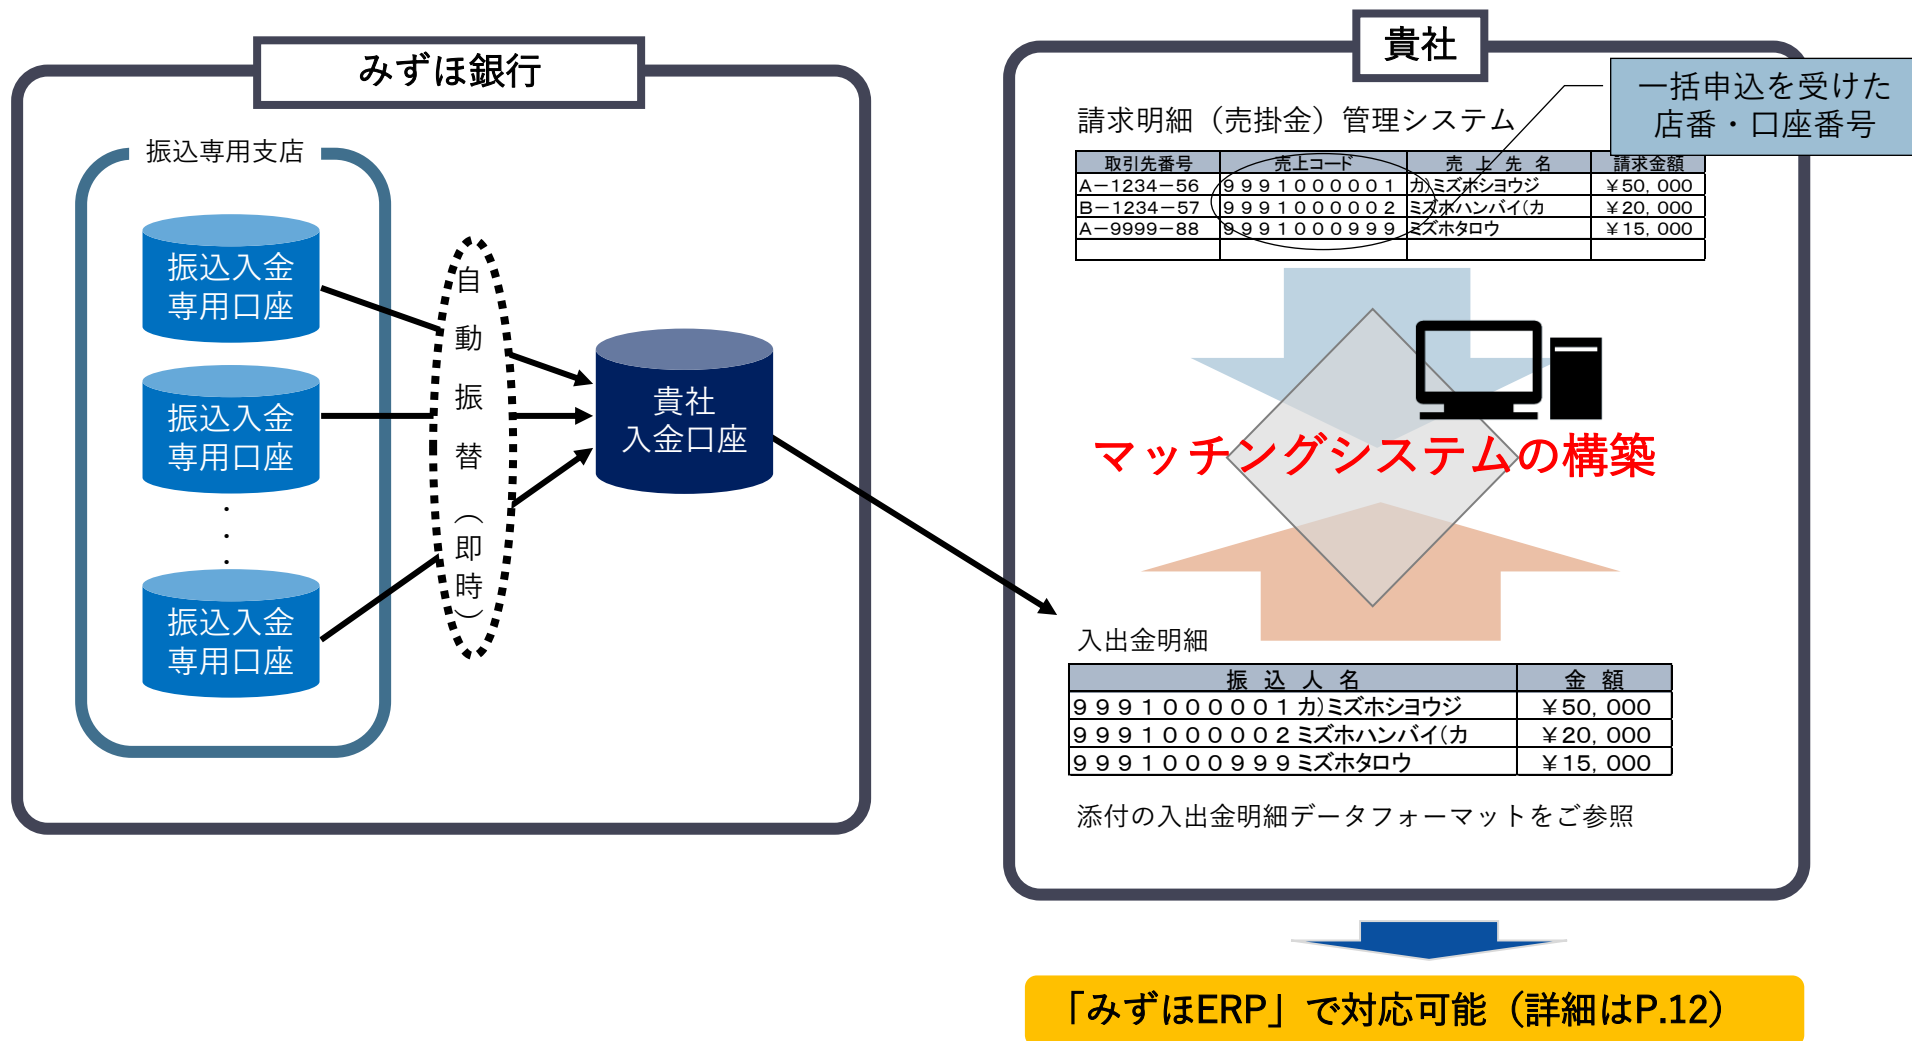 みずほ銀行
振込専用支店
振込入金
専用口座
振込入金
専用口座
・
・
・
振込入金
専用口座
自動振替（即時）
貴社
入金口座
貴社
一括申込を受けた
店番・口座番号
請求明細（売掛金）管理システム
取引先番号 売上コード 売 上 先 名 請求金額
A－1234－56 ９９９１０００００１ カ)ミズホシヨウジ ￥50, 000
B－1234－57 ９９９１０００００２ ミズホハンバイ(カ ￥20, 000
A－9999－88 ９９９１０００９９９ ミズホタロウ ￥15, 000
マッチングシステムの構築
入出金明細
振 込 人 名 金 額
９９９１０００００１カ)ミズホシヨウジ ￥50, 000
９９９１０００００２ミズホハンバイ(カ ￥20, 000
９９９１０００９９９ミズホタロウ ￥15, 000
添付の入出金明細データフォーマットをご参照
「みずほERP」で対応可能（詳細はP.12）